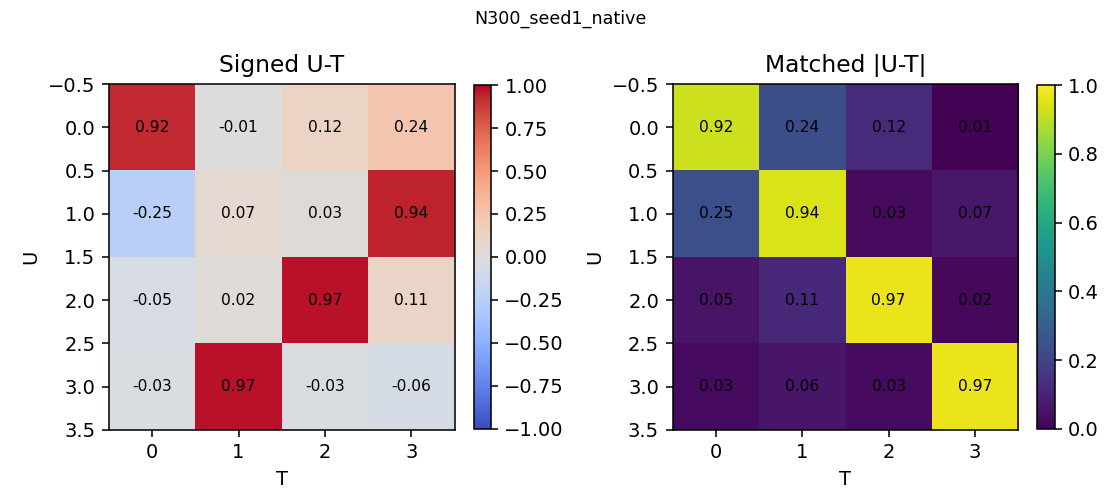 N300_seed1_native
Signed U-T
Matched |U-T|
−0.5
0.0
0.5
1.0
1.5
2.0
2.5
3.0
3.5
U
0.92 -0.01 0.12 0.24
-0.25 0.07 0.03 0.94
-0.05 0.02 0.97 0.11
-0.03 0.97 -0.03 -0.06
0 1 2 3
T
1.00
0.75
0.50
0.25
0.00
−0.25
−0.50
−0.75
−1.00
−0.5
0.0
0.5
1.0
1.5
2.0
2.5
3.0
3.5
U
0.92 0.24 0.12 0.01
0.25 0.94 0.03 0.07
0.05 0.11 0.97 0.02
0.03 0.06 0.03 0.97
0 1 2 3
T
1.0
0.8
0.6
0.4
0.2
0.0